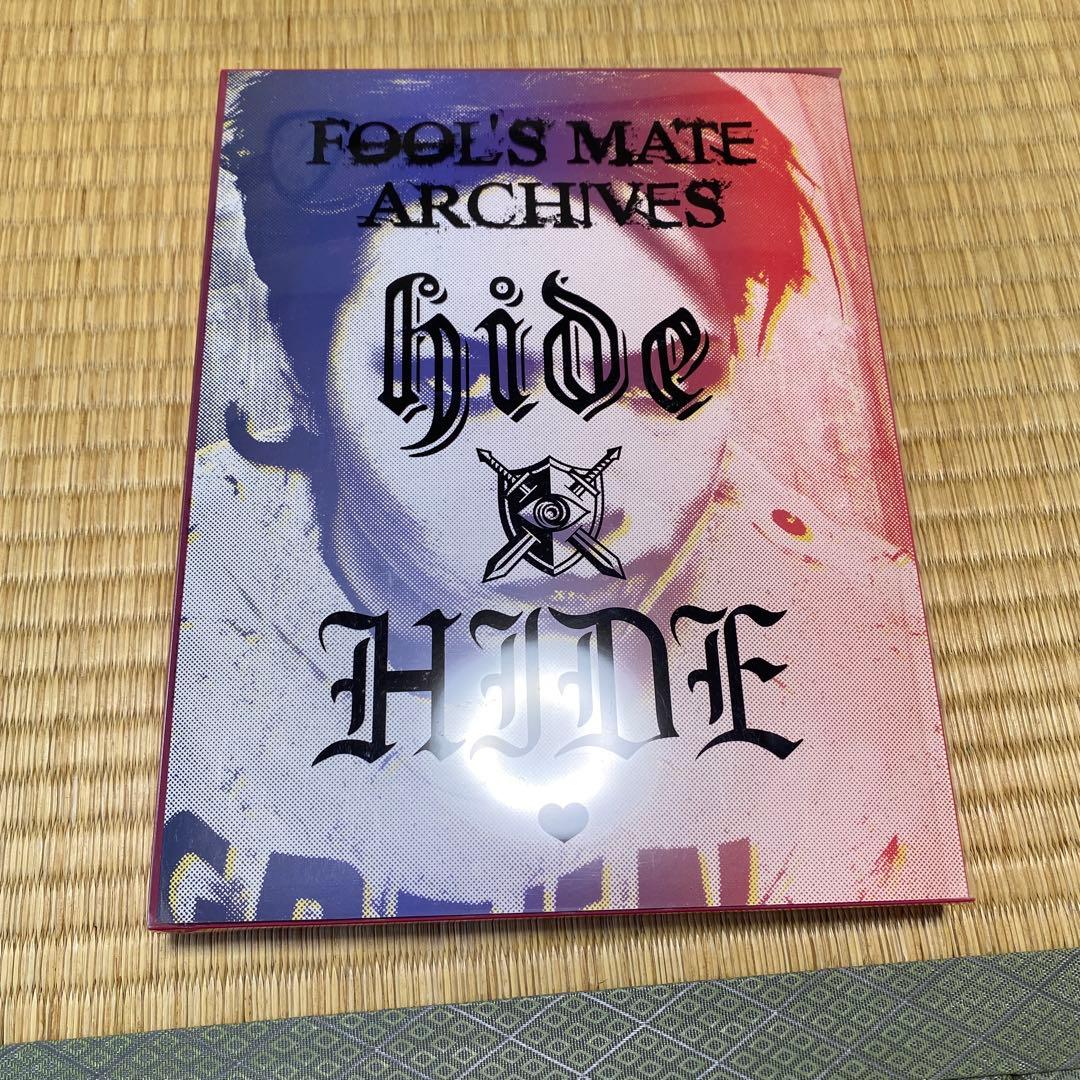 FOOL'S MATE
ARCHIVES
hide
HIDE